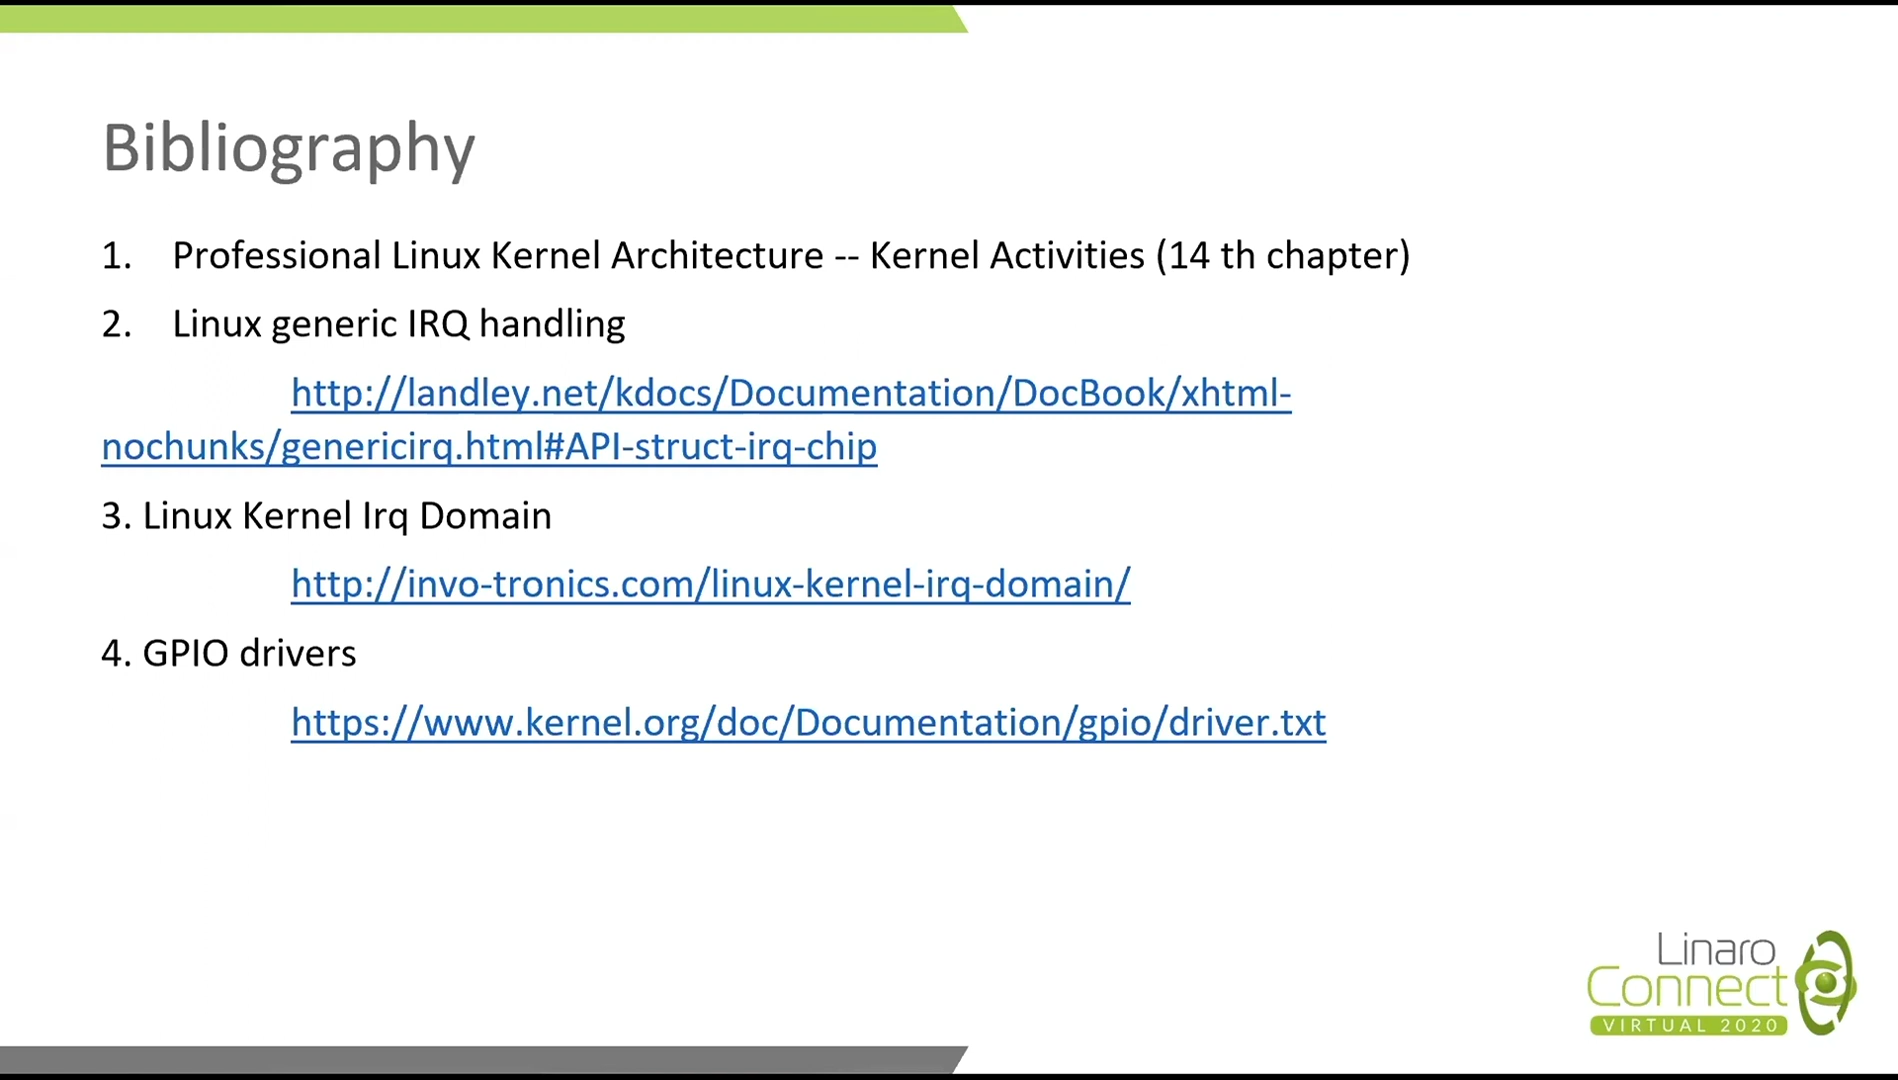 Bibliography
1. Professional Linux Kernel Architecture -- Kernel Activities (14 th chapter)
2. Linux generic IRQ handling
http://landley.net/kdocs/Documentation/DocBook/xhtml-
nochunks/genericirq.html#API-struct-irq-chip
3. Linux Kernel Irq Domain
http://invo-tronics.com/linux-kernel-irq-domain/
4. GPIO drivers
https://www.kernel.org/doc/Documentation/gpio/driver.txt
Linaro
Connect
VIRTUAL 2020